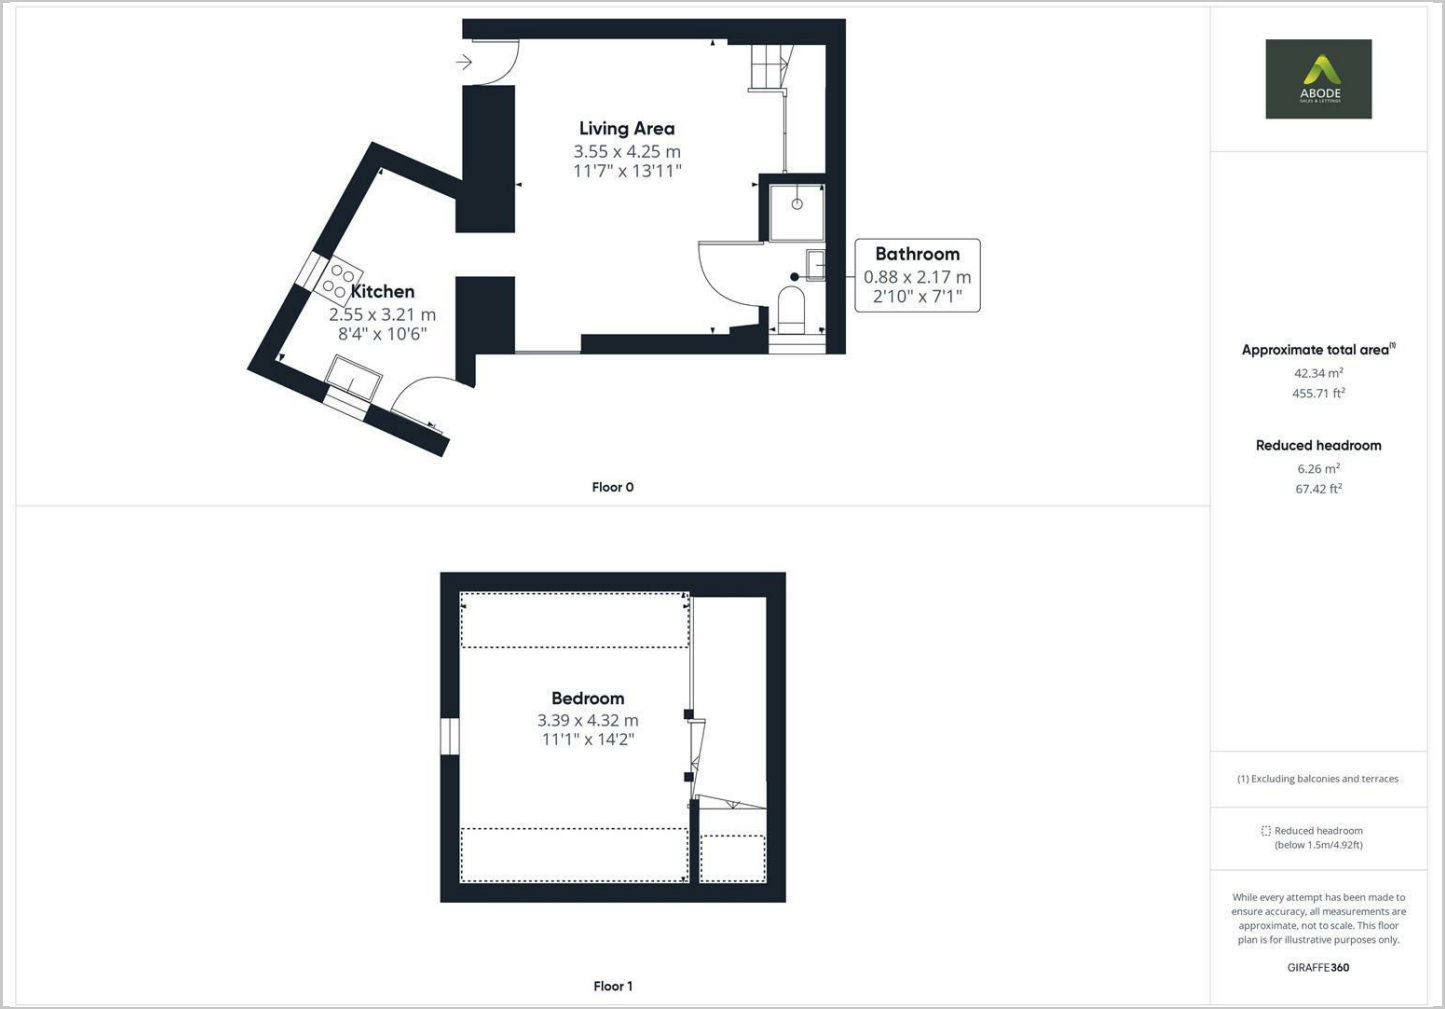 Living Area
3.55 x 4.25 m
11'7" x 13'11"
Kitchen
2.55 x 3.21 m
8'4" x 10'6"
Bathroom
0.88 x 2.17 m
2'10" x 7'1"
Floor 0
Bedroom
3.39 x 4.32 m
11'1" x 14'2"
Floor 1
ABODE
SALES & LETTINGS
Approximate total area⁽¹⁾
42.34 m²
455.71 ft²
Reduced headroom
6.26 m²
67.42 ft²
(1) Excluding balconies and terraces
Reduced headroom
(below 1.5m/4.92ft)
While every attempt has been made to
ensure accuracy, all measurements are
approximate, not to scale. This floor
plan is for illustrative purposes only.
GIRAFFE360